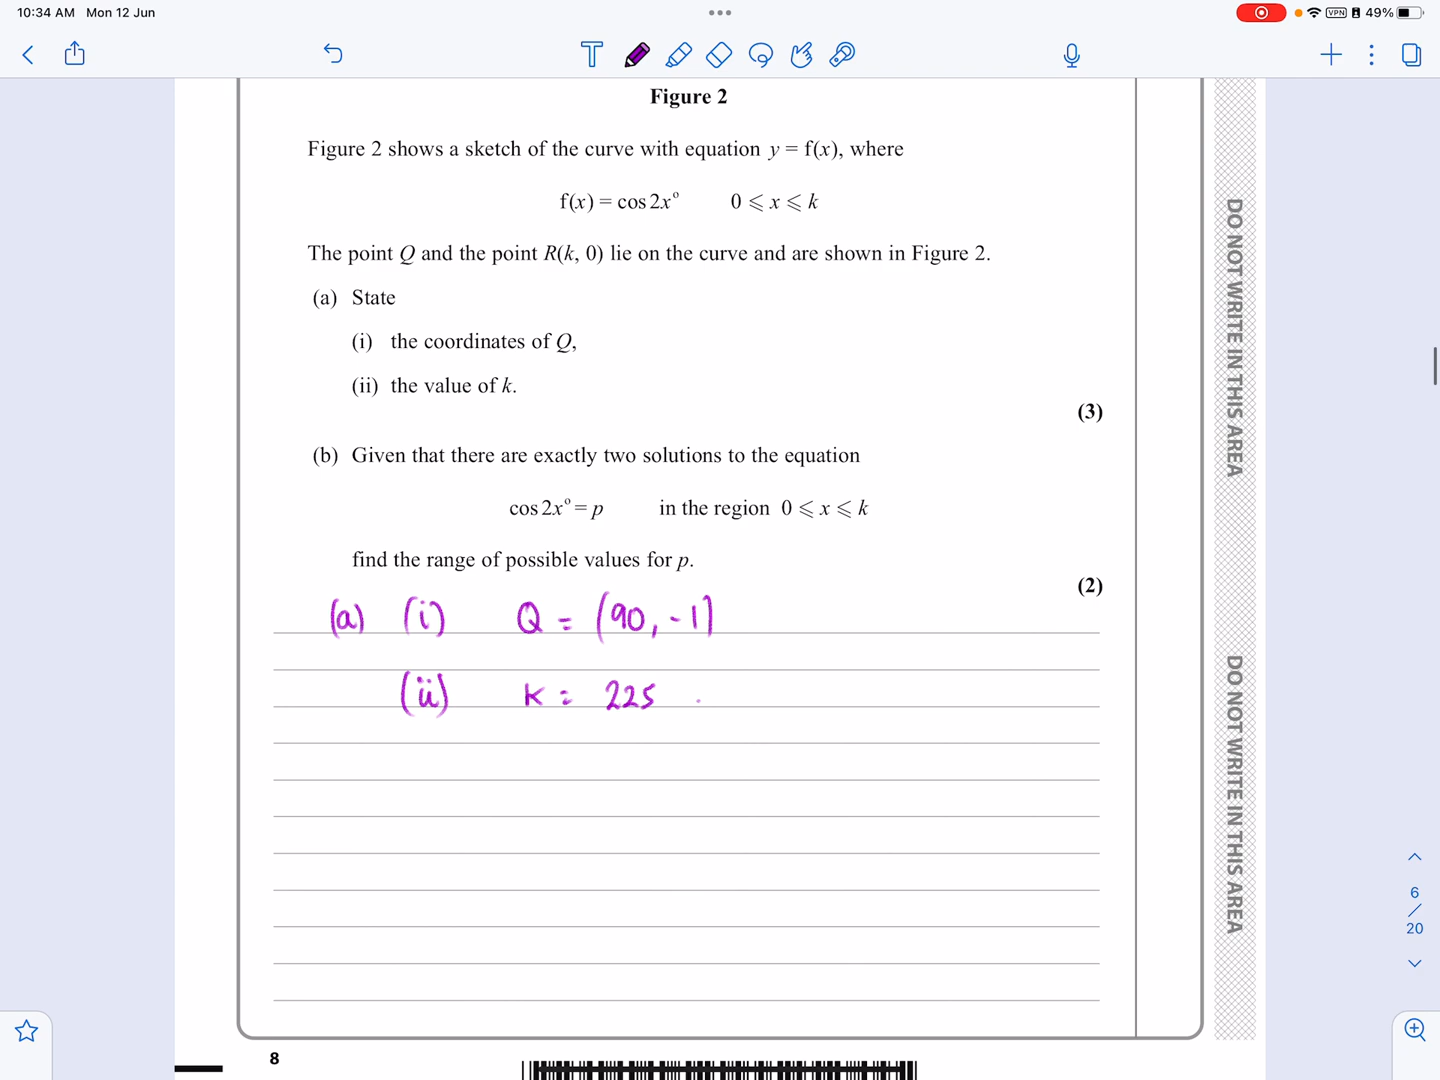 10:34 AM Mon 12 Jun
VPN 49%
Figure 2
Figure 2 shows a sketch of the curve with equation y = f(x), where
f(x) = cos 2x° 0 ⩽ x ⩽ k
The point Q and the point R(k, 0) lie on the curve and are shown in Figure 2.
(a) State
(i) the coordinates of Q,
(ii) the value of k.
(3)
(b) Given that there are exactly two solutions to the equation
cos 2x° = p in the region 0 ⩽ x ⩽ k
find the range of possible values for p.
(2)
(a) (i) Q = (90, -1)
(ii) k = 225
8
DO NOT WRITE IN THIS AREA
DO NOT WRITE IN THIS AREA
6
/
20